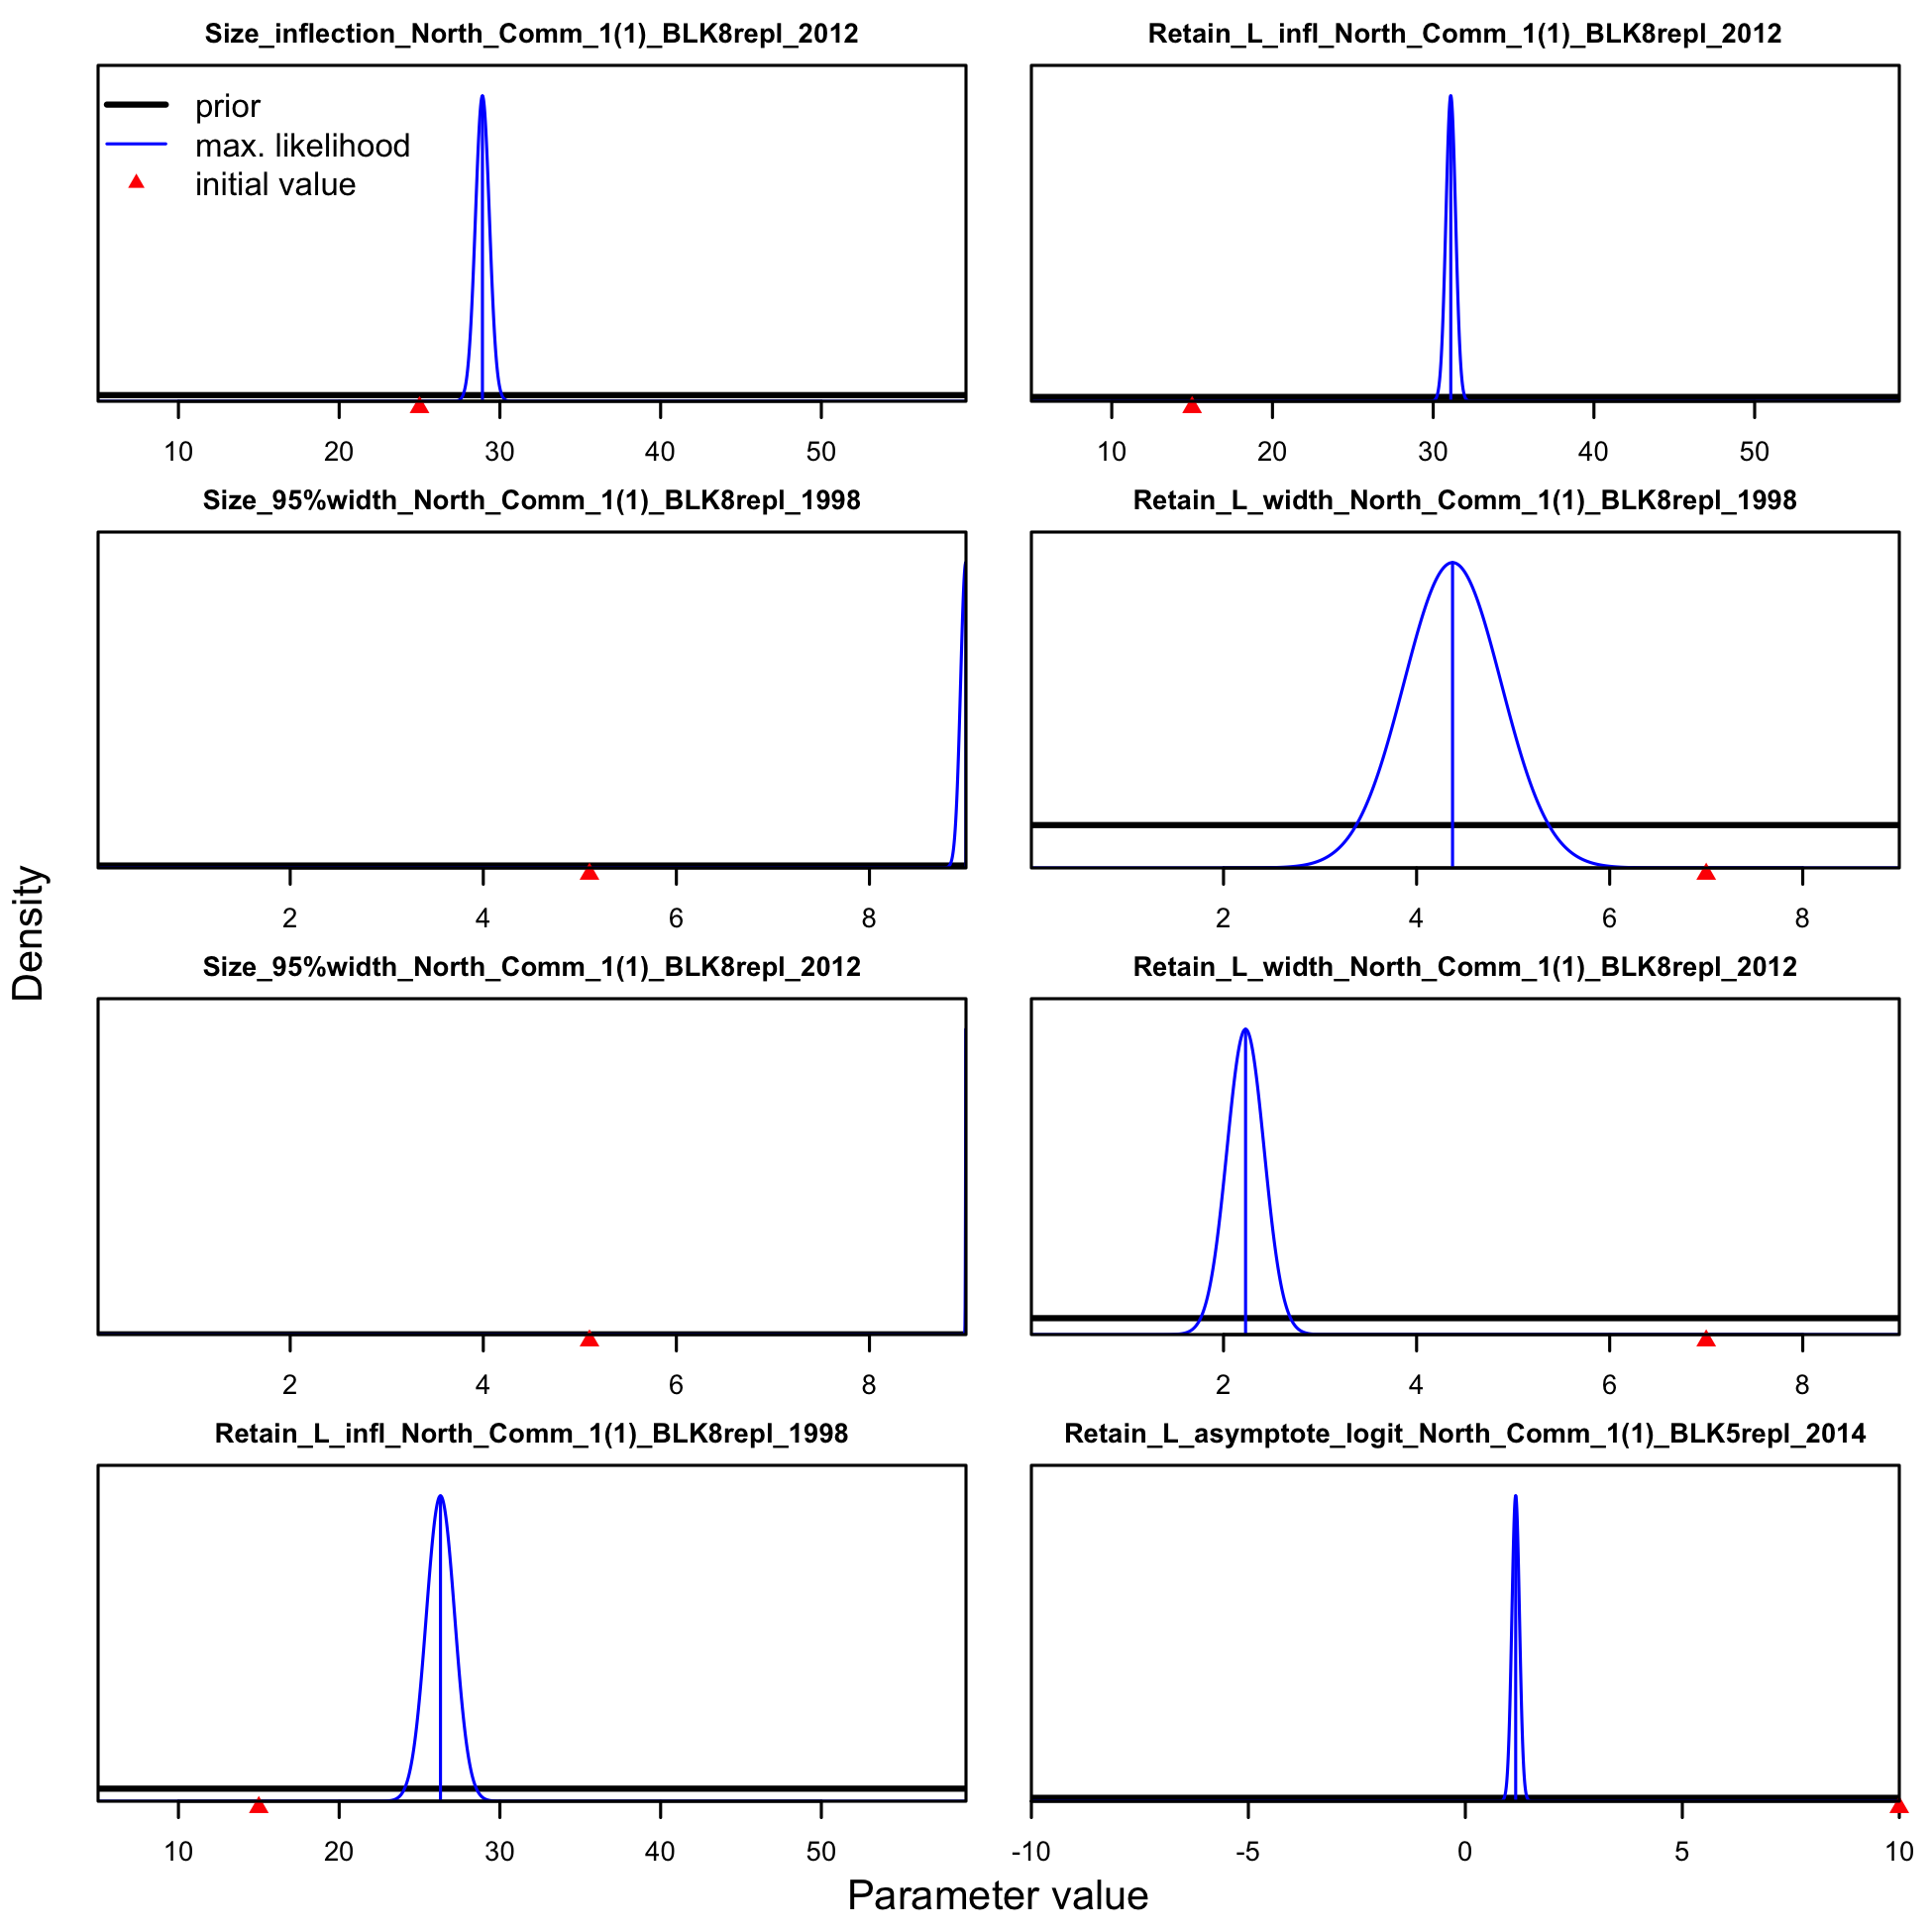 Size_inflection_North_Comm_1(1)_BLK8repl_2012
prior
max. likelihood
initial value
10 20 30 40 50
Retain_L_infl_North_Comm_1(1)_BLK8repl_2012
10 20 30 40 50
Size_95%width_North_Comm_1(1)_BLK8repl_1998
2 4 6 8
Retain_L_width_North_Comm_1(1)_BLK8repl_1998
2 4 6 8
Size_95%width_North_Comm_1(1)_BLK8repl_2012
2 4 6 8
Retain_L_width_North_Comm_1(1)_BLK8repl_2012
2 4 6 8
Retain_L_infl_North_Comm_1(1)_BLK8repl_1998
10 20 30 40 50
Retain_L_asymptote_logit_North_Comm_1(1)_BLK5repl_2014
-10 -5 0 5 10
Density
Parameter value